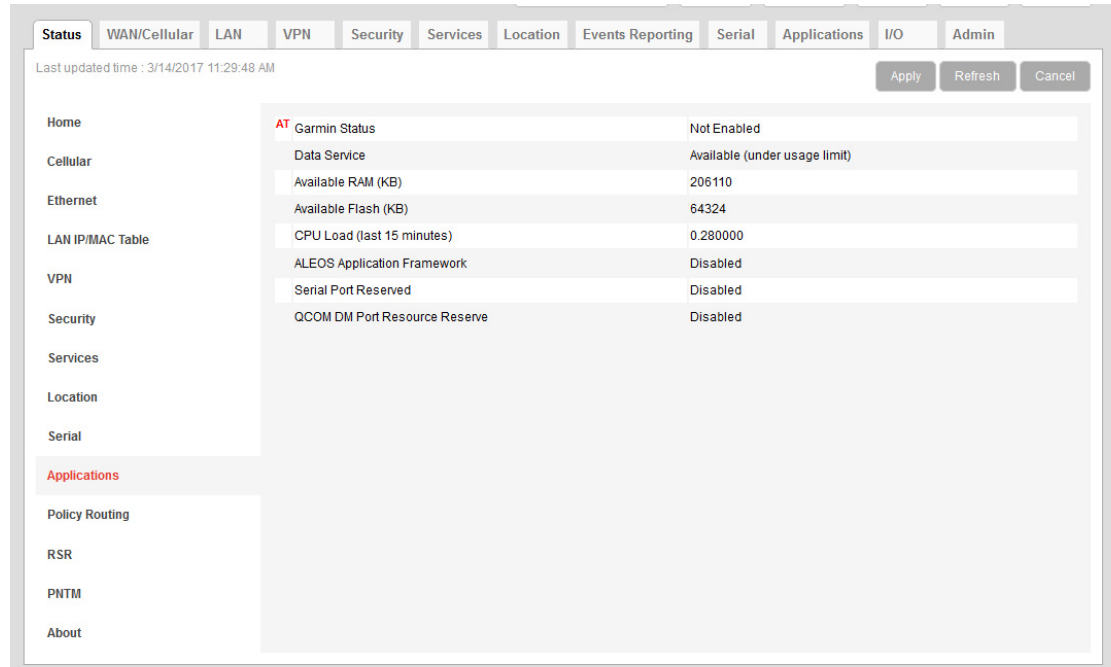 Status WAN/Cellular LAN VPN Security Services Location Events Reporting Serial Applications I/O Admin
Last updated time : 3/14/2017 11:29:48 AM
Apply Refresh Cancel
Home
Cellular
Ethernet
LAN IP/MAC Table
VPN
Security
Services
Location
Serial
Applications
Policy Routing
RSR
PNTM
About
AT Garmin Status Not Enabled
Data Service Available (under usage limit)
Available RAM (KB) 206110
Available Flash (KB) 64324
CPU Load (last 15 minutes) 0.280000
ALEOS Application Framework Disabled
Serial Port Reserved Disabled
QCOM DM Port Resource Reserve Disabled